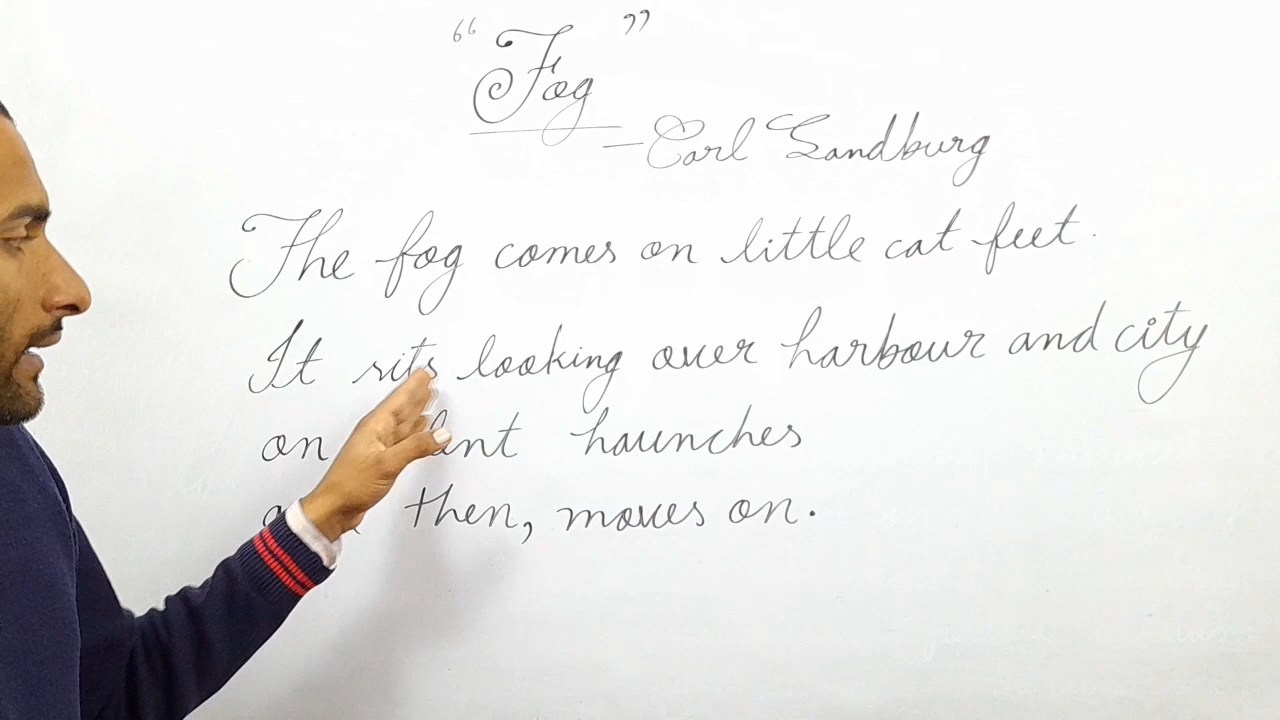 “Fog”
—Carl Sandburg
The fog comes on little cat feet.
It sits looking over harbour and city
on haunches
then, moves on.